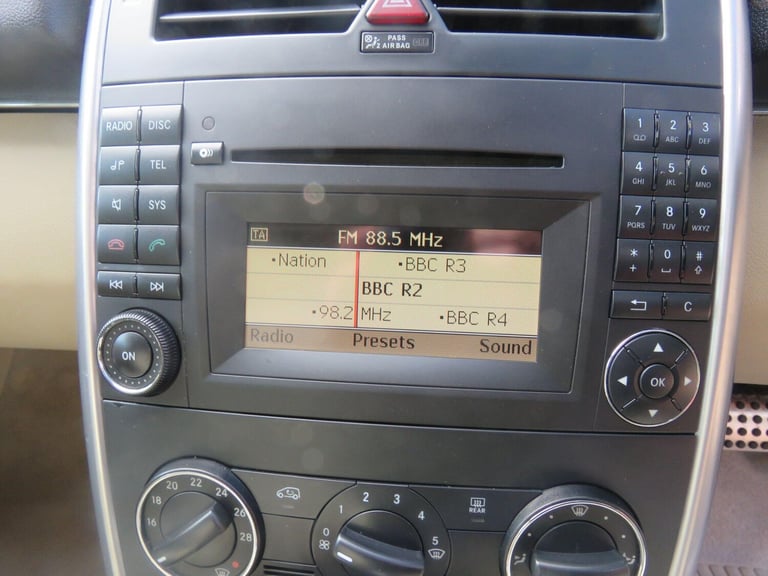 PASS
2 AIRBAG OFF
RADIO DISC
TEL
SYS
ON
TA FM 88.5 MHz
•Nation •BBC R3
BBC R2
•98.2 MHz •BBC R4
Radio Presets Sound
1 2 ABC 3 DEF
4 GHI 5 JKL 6 MNO
7 PQRS 8 TUV 9 WXYZ
* + 0 #
C
OK
16 18 20 22 24 26 28
0 1 2 3 4 5
REAR